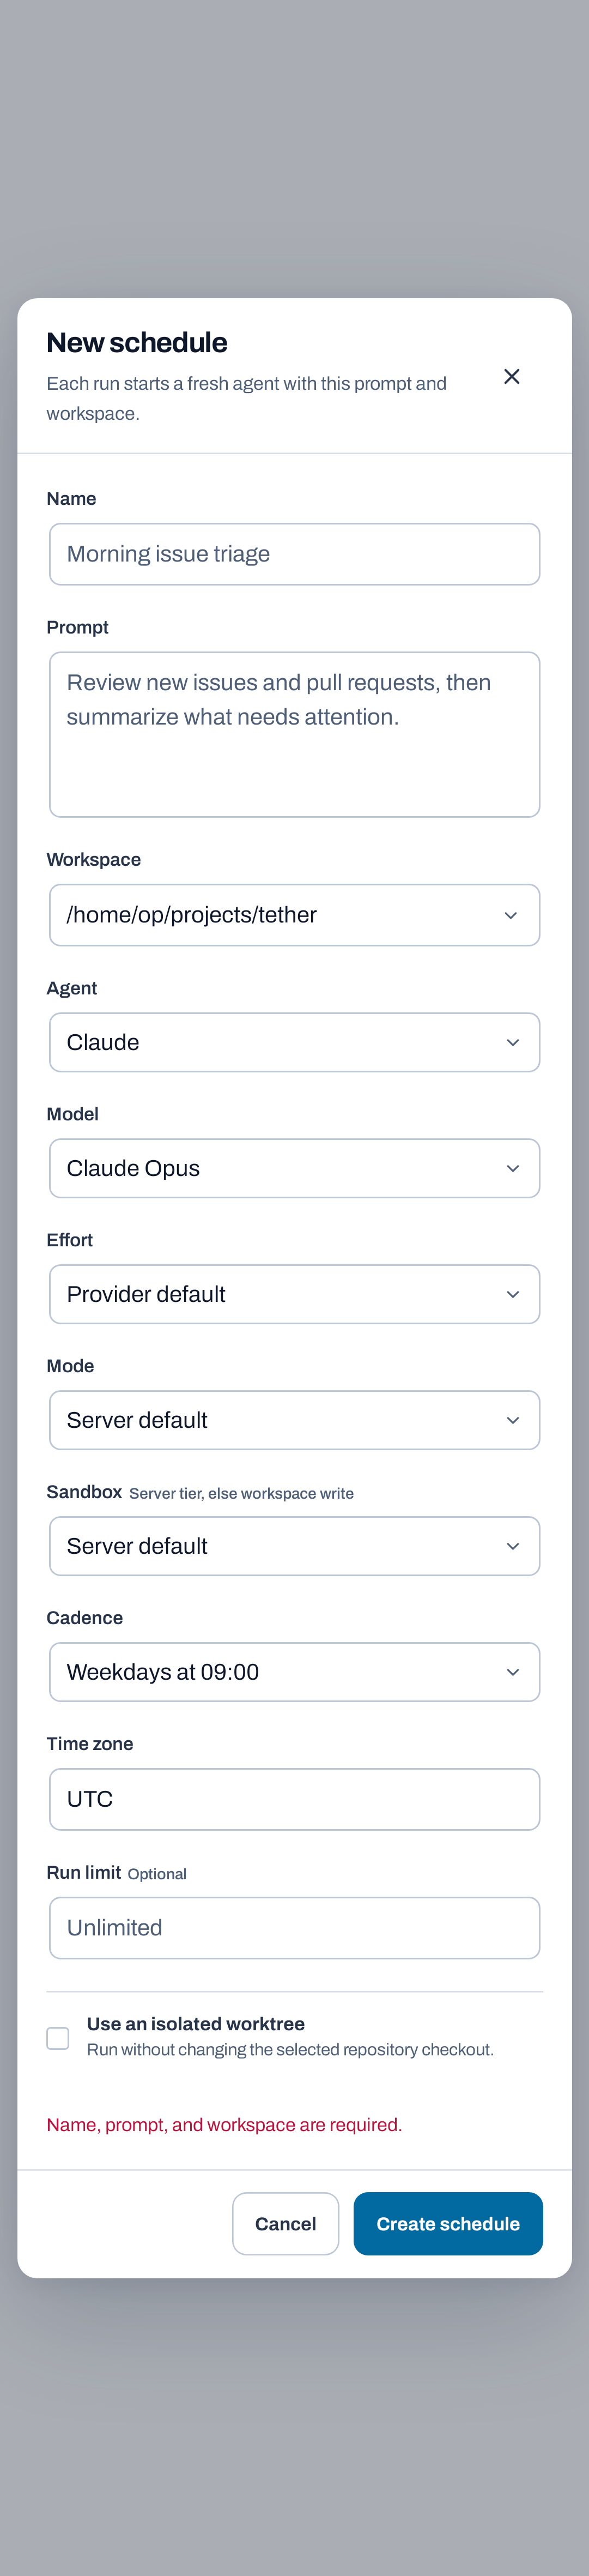 New schedule
Each run starts a fresh agent with this prompt and
workspace.
Name
Morning issue triage
Prompt
Review new issues and pull requests, then
summarize what needs attention.
Workspace
/home/op/projects/tether
Agent
Claude
Model
Claude Opus
Effort
Provider default
Mode
Server default
Sandbox Server tier, else workspace write
Server default
Cadence
Weekdays at 09:00
Time zone
UTC
Run limit Optional
Unlimited
Use an isolated worktree
Run without changing the selected repository checkout.
Name, prompt, and workspace are required.
Cancel Create schedule